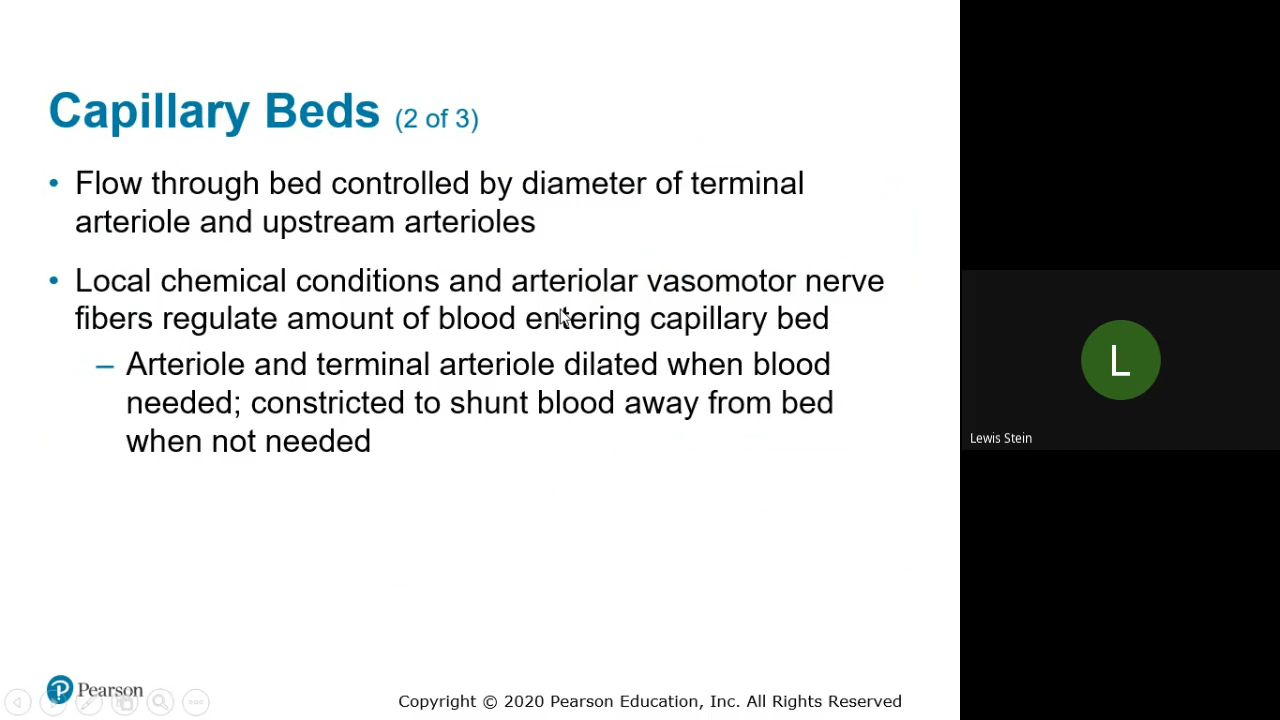 Capillary Beds (2 of 3)
• Flow through bed controlled by diameter of terminal
arteriole and upstream arterioles
• Local chemical conditions and arteriolar vasomotor nerve
fibers regulate amount of blood entering capillary bed
– Arteriole and terminal arteriole dilated when blood
needed; constricted to shunt blood away from bed
when not needed
L
Lewis Stein
P Pearson
Copyright © 2020 Pearson Education, Inc. All Rights Reserved